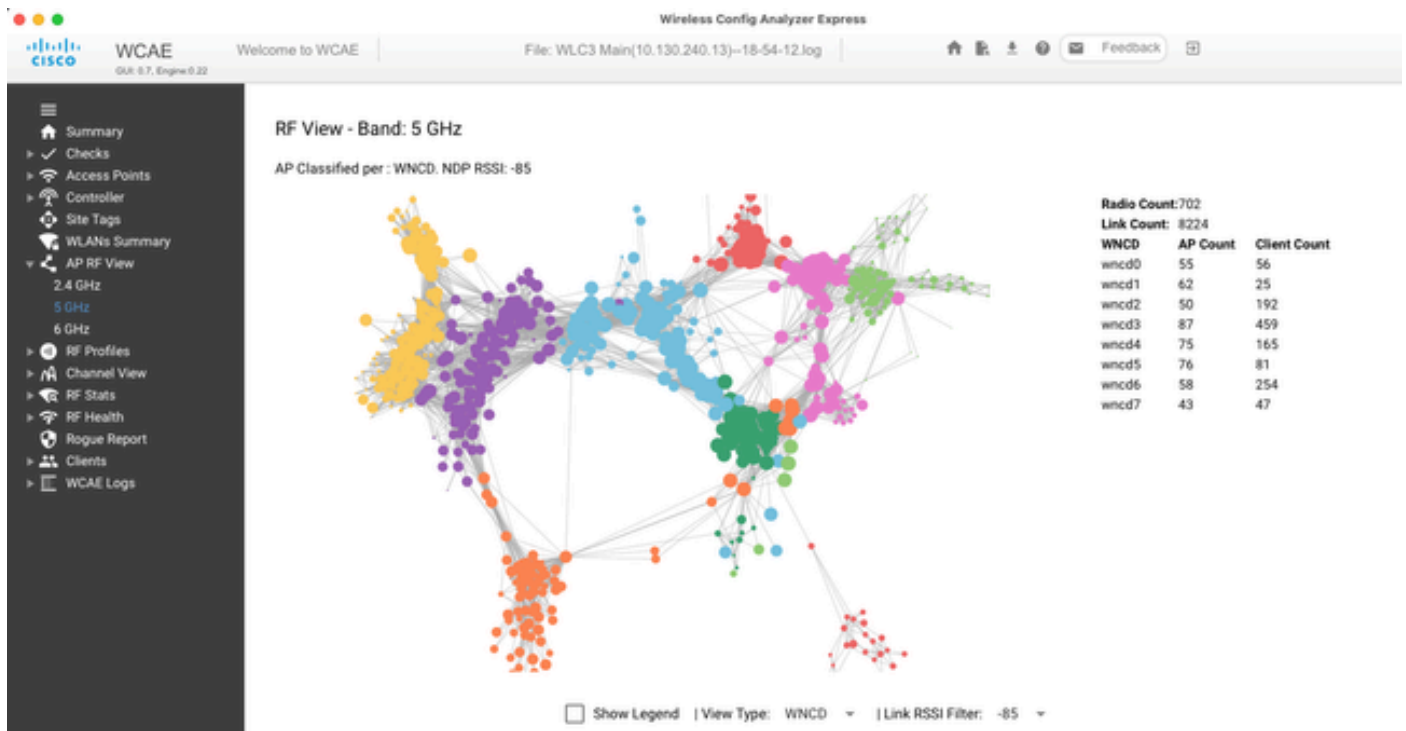 Wireless Config Analyzer Express
CISCO
WCAE
GUI: 0.7, Engine:0.22
Welcome to WCAE
File: WLC3 Main(10.130.240.13)--18-54-12.log
Feedback
Summary
Checks
Access Points
Controller
Site Tags
WLANs Summary
AP RF View
2.4 GHz
5 GHz
6 GHz
RF Profiles
Channel View
RF Stats
RF Health
Rogue Report
Clients
WCAE Logs
RF View - Band: 5 GHz
AP Classified per : WNCD. NDP RSSI: -85
Radio Count:702
Link Count: 8224
WNCD AP Count Client Count
wncd0 55 56
wncd1 62 25
wncd2 50 192
wncd3 87 459
wncd4 75 165
wncd5 76 81
wncd6 58 254
wncd7 43 47
Show Legend | View Type: WNCD | Link RSSI Filter: -85